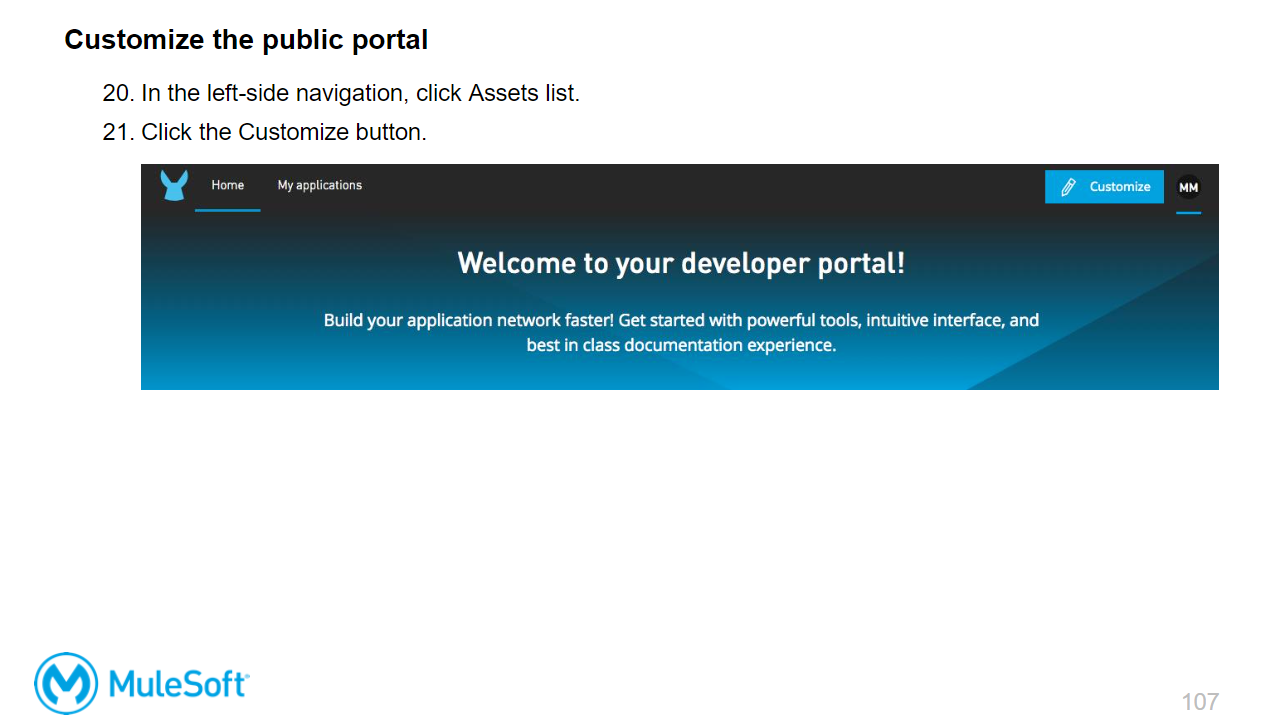 Customize the public portal
20. In the left-side navigation, click Assets list.
21. Click the Customize button.
Home My applications Customize MM
Welcome to your developer portal!
Build your application network faster! Get started with powerful tools, intuitive interface, and
best in class documentation experience.
MuleSoft
107